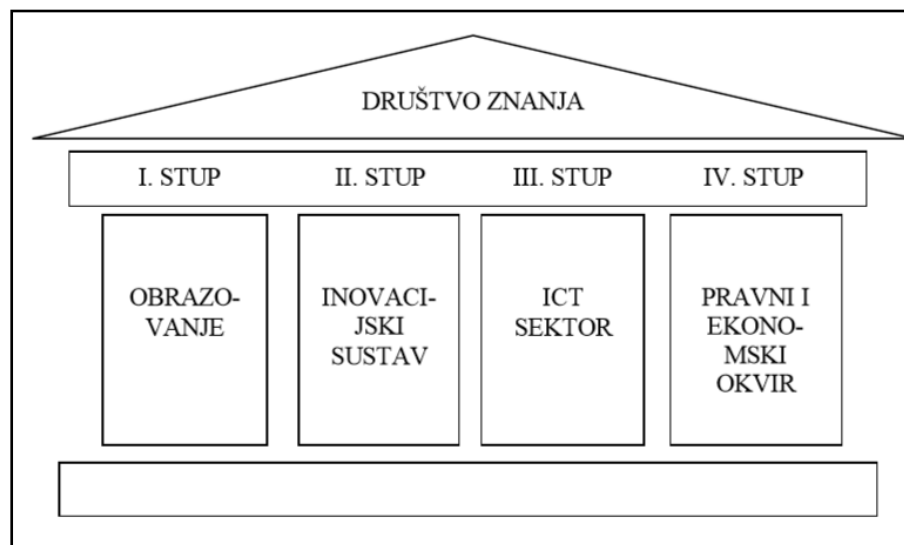 DRUŠTVO ZNANJA
I. STUP II. STUP III. STUP IV. STUP
OBRAZO-
VANJE
INOVACI-
JSKI
SUSTAV
ICT
SEKTOR
PRAVNI I
EKONO-
MSKI
OKVIR